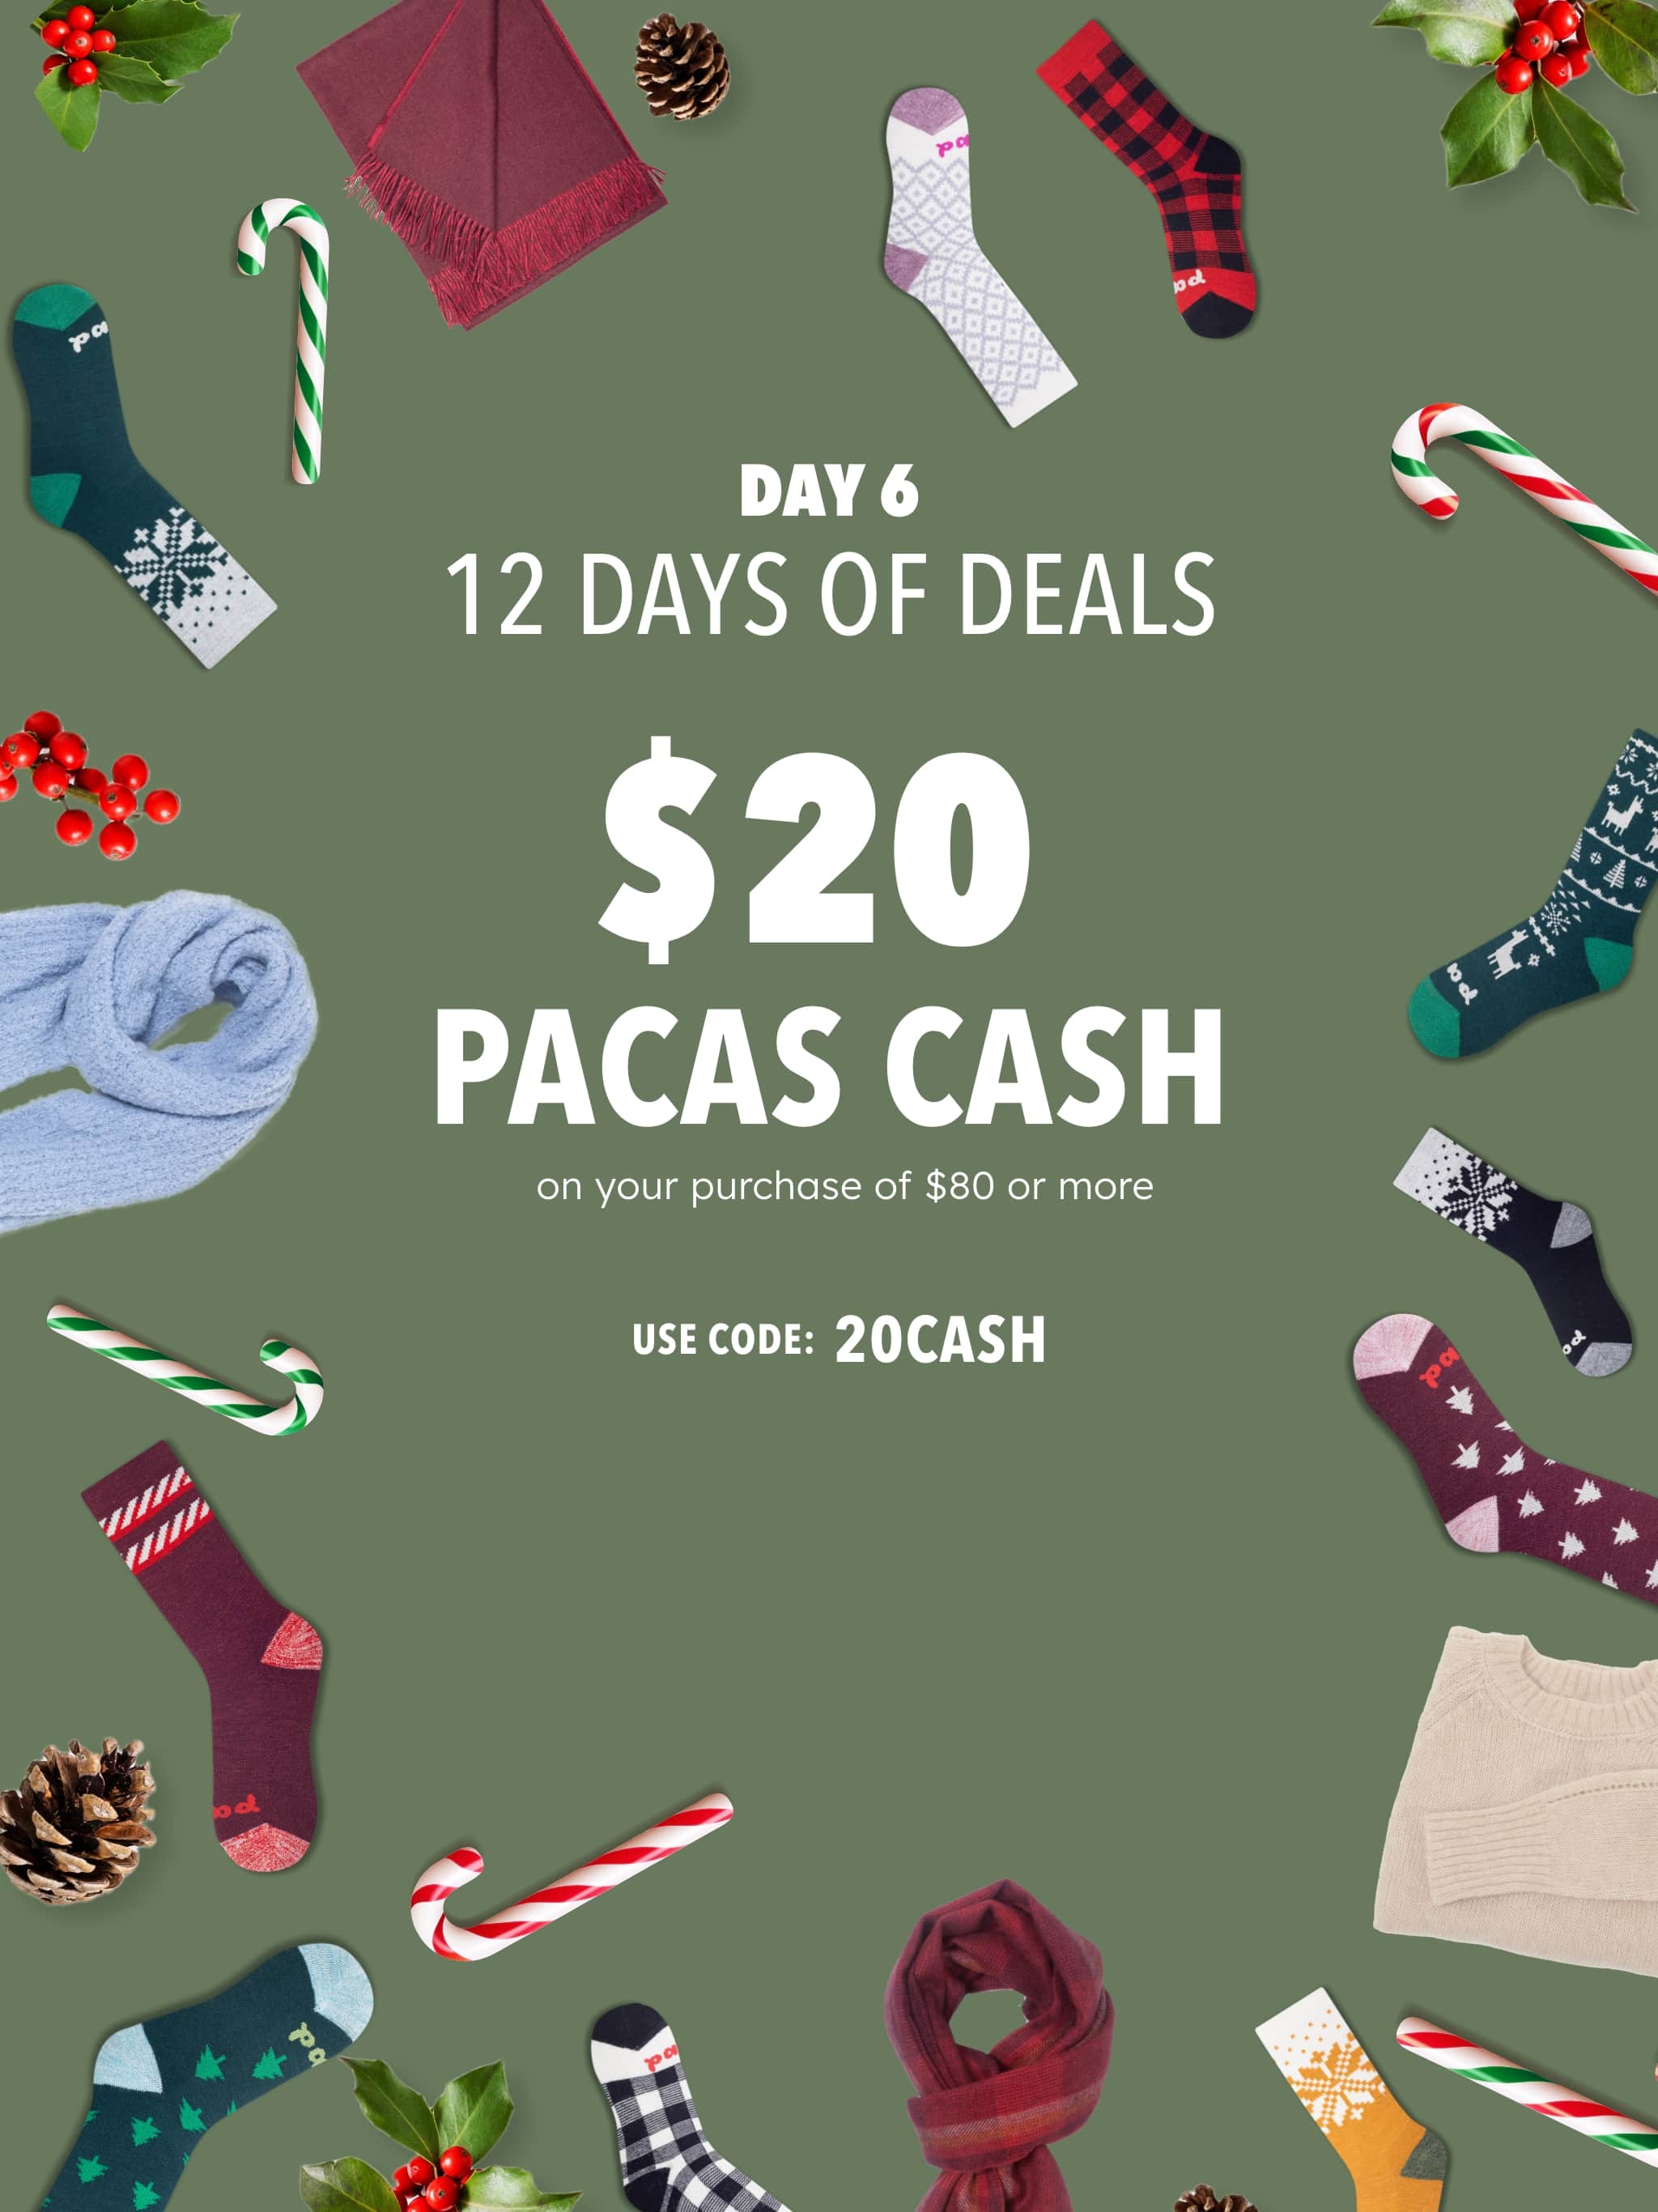 DAY 6
12 DAYS OF DEALS
$20
PACAS CASH
on your purchase of $80 or more
USE CODE: 20CASH